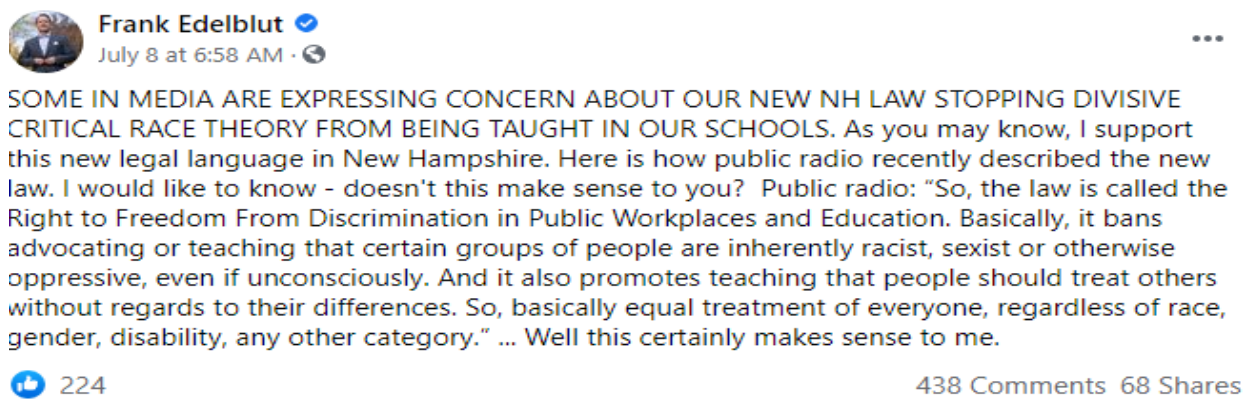 Frank Edelblut
July 8 at 6:58 AM ·
SOME IN MEDIA ARE EXPRESSING CONCERN ABOUT OUR NEW NH LAW STOPPING DIVISIVE
CRITICAL RACE THEORY FROM BEING TAUGHT IN OUR SCHOOLS. As you may know, I support
this new legal language in New Hampshire. Here is how public radio recently described the new
law. I would like to know - doesn't this make sense to you?  Public radio: “So, the law is called the
Right to Freedom From Discrimination in Public Workplaces and Education. Basically, it bans
advocating or teaching that certain groups of people are inherently racist, sexist or otherwise
oppressive, even if unconsciously. And it also promotes teaching that people should treat others
without regards to their differences. So, basically equal treatment of everyone, regardless of race,
gender, disability, any other category.” ... Well this certainly makes sense to me.
224 438 Comments 68 Shares